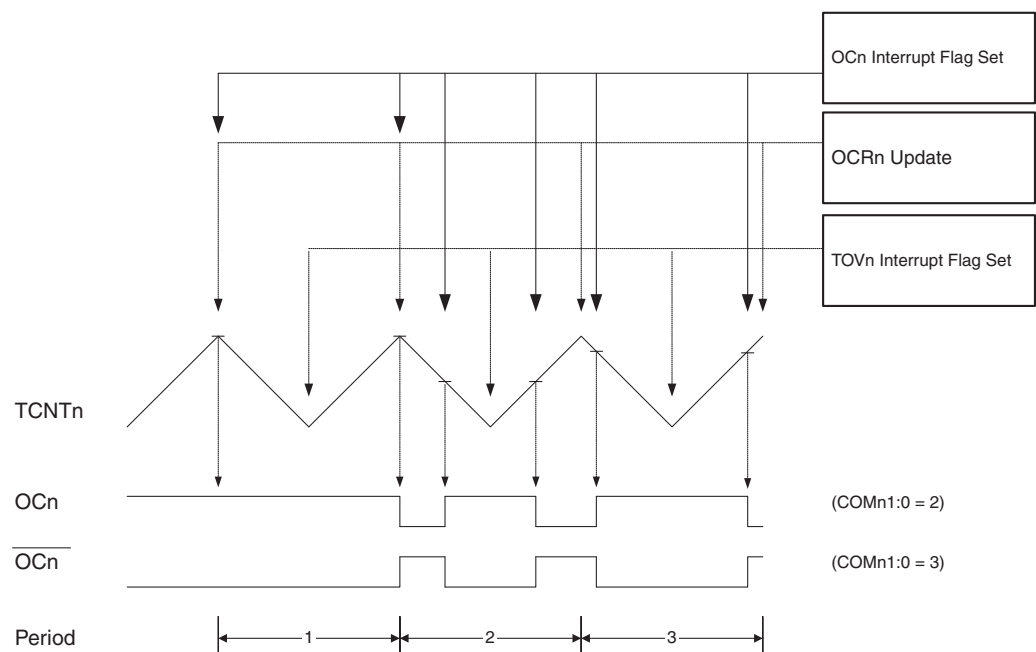 OCn Interrupt Flag Set
OCRn Update
TOVn Interrupt Flag Set
TCNTn
OCn (COMn1:0 = 2)
OCn (COMn1:0 = 3)
Period 1 2 3